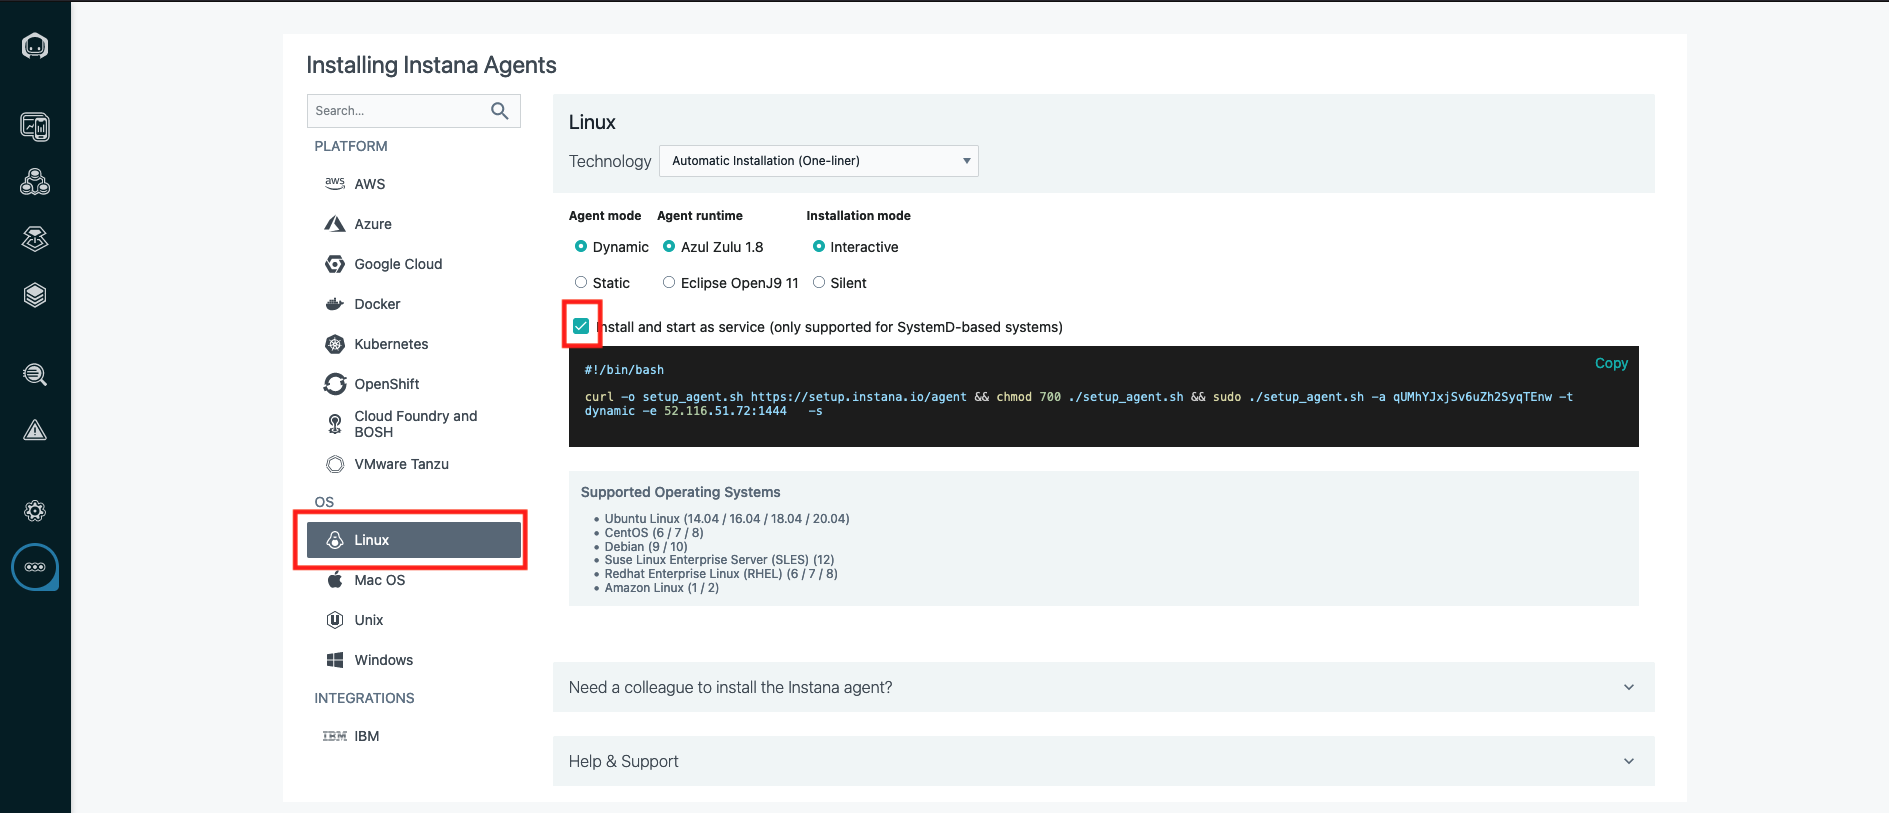 Installing Instana Agents
Search...
PLATFORM
aws AWS
Azure
Google Cloud
Docker
Kubernetes
OpenShift
Cloud Foundry and
BOSH
VMware Tanzu
OS
Linux
Mac OS
Unix
Windows
INTEGRATIONS
IBM IBM
Linux
Technology Automatic Installation (One-liner)
Agent mode Agent runtime Installation mode
Dynamic Azul Zulu 1.8 Interactive
Static Eclipse OpenJ9 11 Silent
Install and start as service (only supported for SystemD-based systems)
Copy
#!/bin/bash
curl -o setup_agent.sh https://setup.instana.io/agent && chmod 700 ./setup_agent.sh && sudo ./setup_agent.sh -a qUMhYJxjSv6uZh2SyqTEnw -t
dynamic -e 52.116.51.72:1444 -s
Supported Operating Systems
• Ubuntu Linux (14.04 / 16.04 / 18.04 / 20.04)
• CentOS (6 / 7 / 8)
• Debian (9 / 10)
• Suse Linux Enterprise Server (SLES) (12)
• Redhat Enterprise Linux (RHEL) (6 / 7 / 8)
• Amazon Linux (1 / 2)
Need a colleague to install the Instana agent?
Help & Support